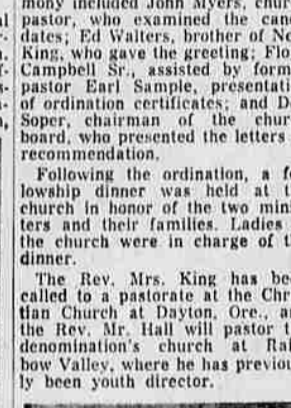 mony included John Myers, chur
pastor, who examined the can
dates; Ed Walters, brother of Ne
King, who gave the greeting; Flo
Campbell Sr., assisted by form
pastor Earl Sample, presentati
of ordination certificates; and D
Soper, chairman of the chur
board, who presented the letters
recommendation.
Following the ordination, a fe
lowship dinner was held at t
church in honor of the two mini
ters and their families. Ladies
the church were in charge of t
dinner.
The Rev. Mrs. King has be
called to a pastorate at the Chr
tian Church at Dayton, Ore., a
the Rev. Mr. Hall will pastor t
denomination's church at Rai
bow Valley, where he has previou
ly been youth director.